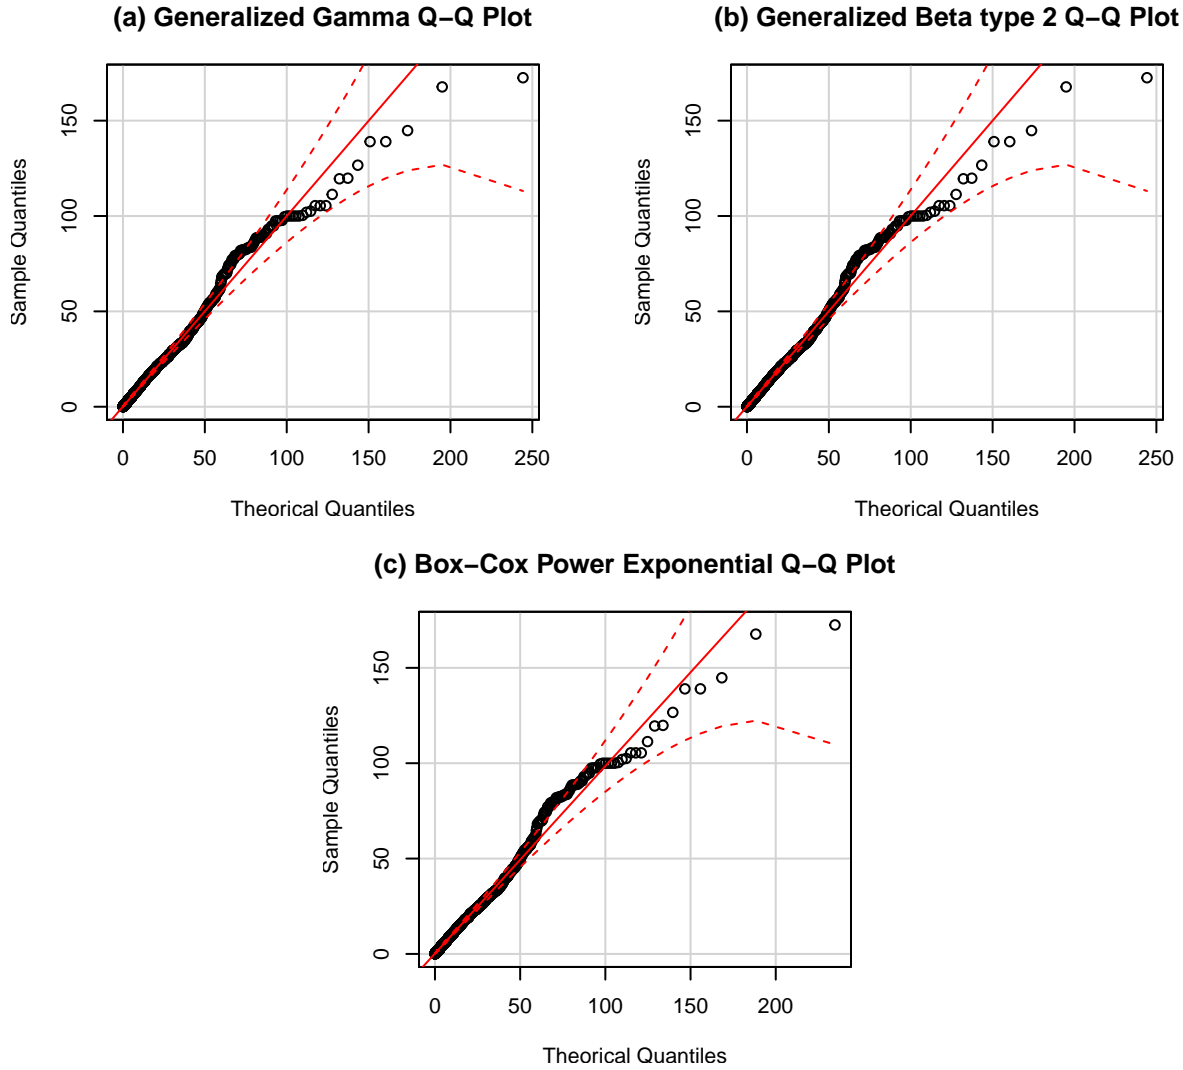 (a) Generalized Gamma Q−Q Plot
Sample Quantiles
0 50 100 150
0 50 100 150 200 250
Theorical Quantiles
(b) Generalized Beta type 2 Q−Q Plot
Sample Quantiles
0 50 100 150
0 50 100 150 200 250
Theorical Quantiles
(c) Box−Cox Power Exponential Q−Q Plot
Sample Quantiles
0 50 100 150
0 50 100 150 200
Theorical Quantiles